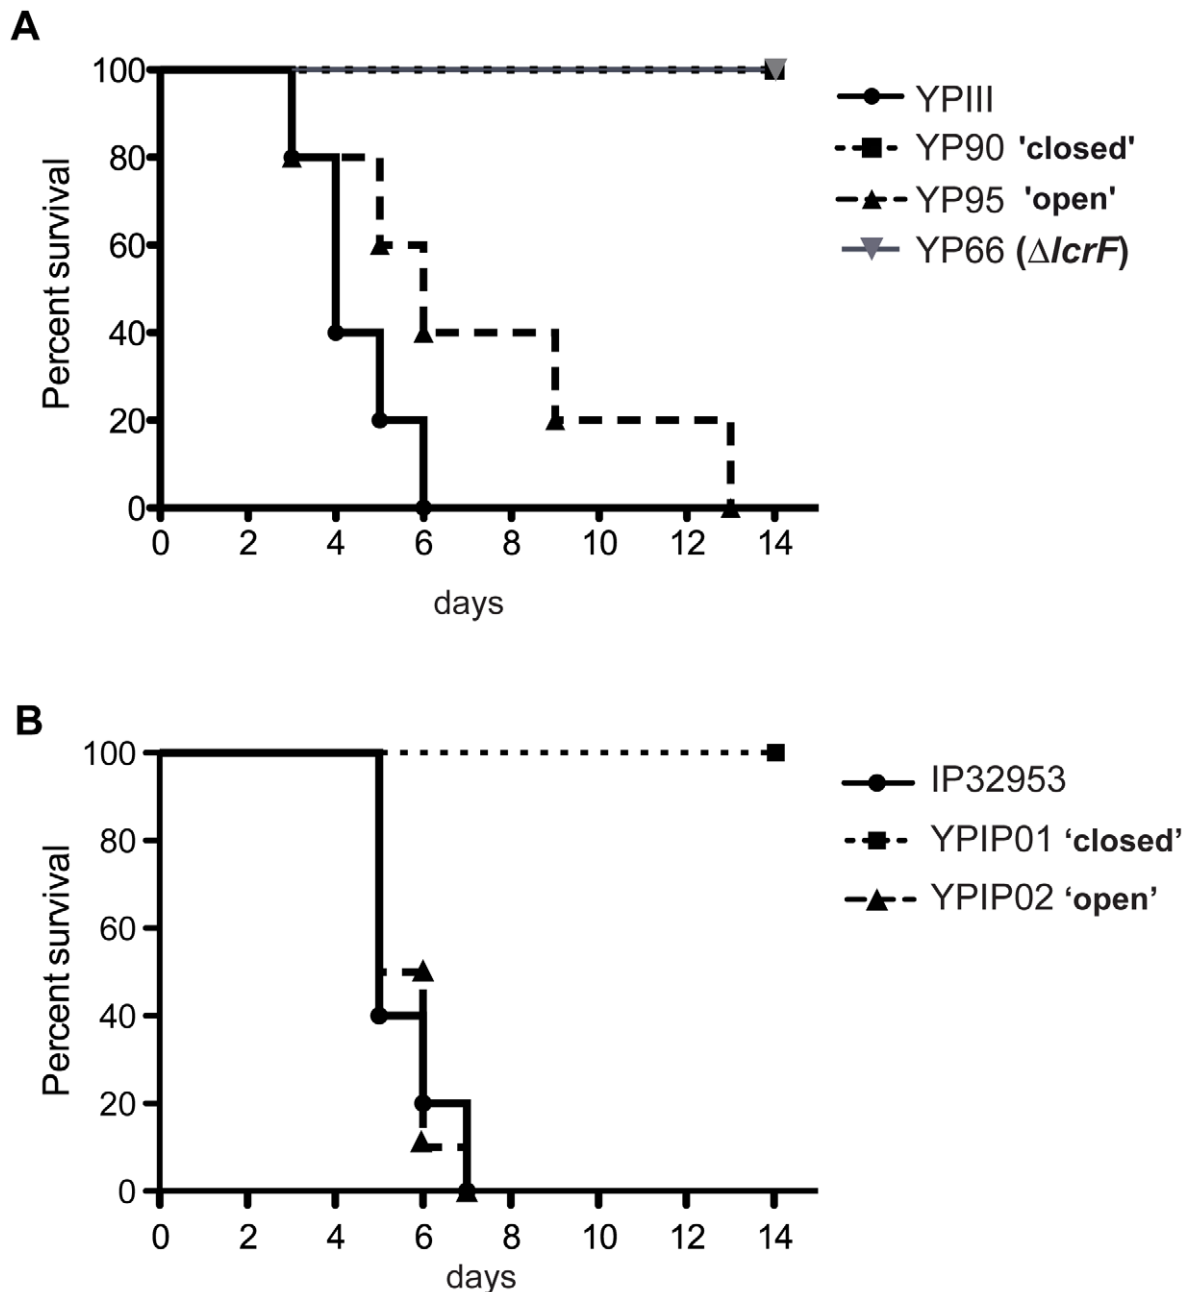 A
Percent survival
100
80
60
40
20
0
0 2 4 6 8 10 12 14
days
YPIII
YP90 'closed'
YP95 'open'
YP66 (ΔlcrF)
B
Percent survival
100
80
60
40
20
0
0 2 4 6 8 10 12 14
days
IP32953
YPIP01 ‘closed’
YPIP02 ‘open’